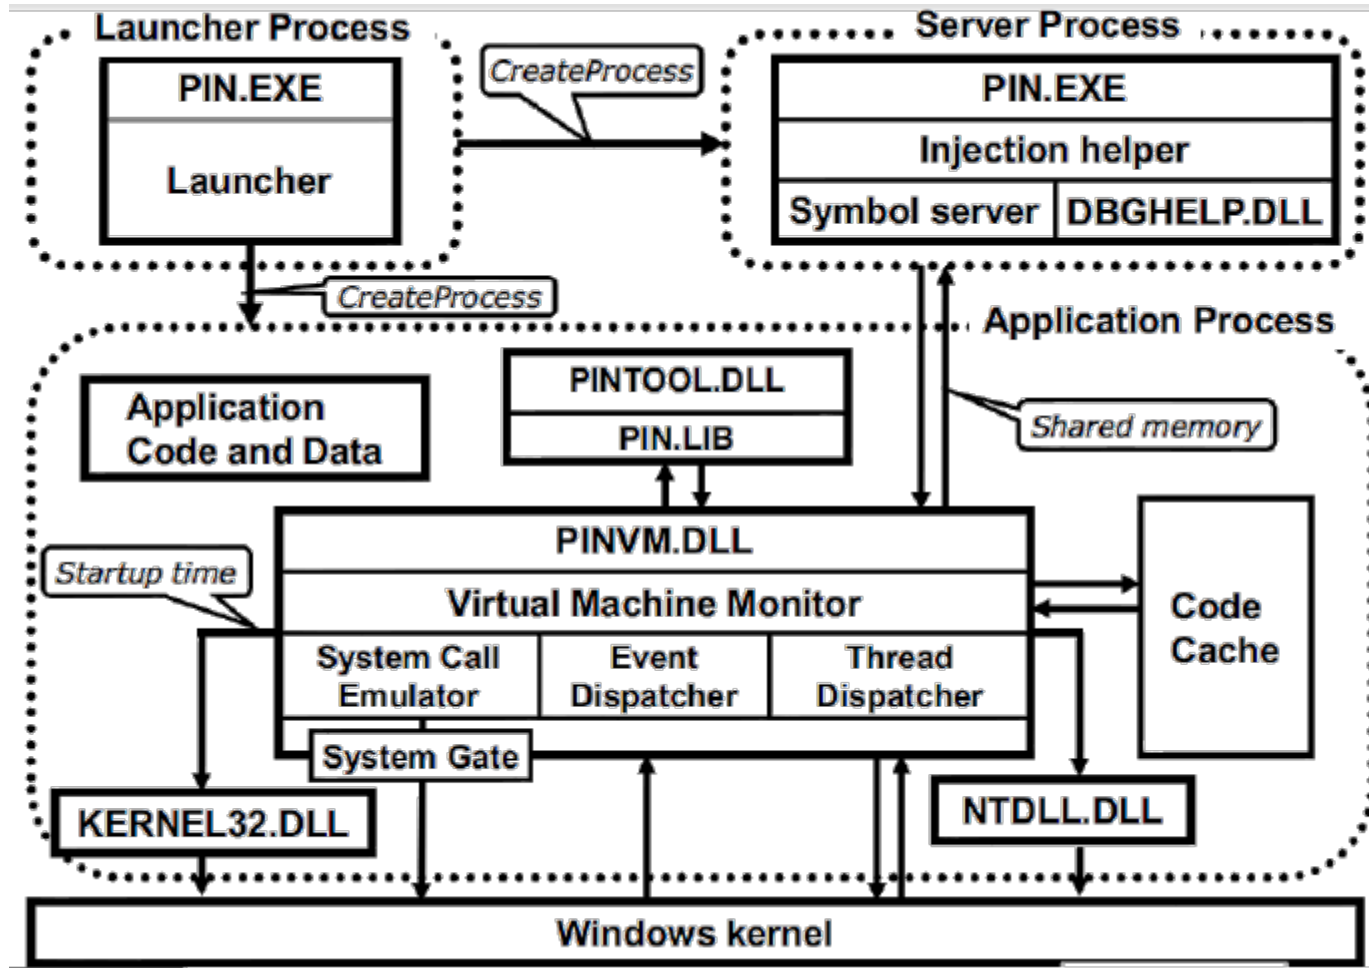 Launcher Process
Server Process
PIN.EXE
Launcher
CreateProcess
PIN.EXE
Injection helper
Symbol server
DBGHELP.DLL
CreateProcess
Application Process
Application
Code and Data
PINTOOL.DLL
PIN.LIB
Shared memory
Startup time
PINVM.DLL
Virtual Machine Monitor
System Call
Emulator
Event
Dispatcher
Thread
Dispatcher
System Gate
Code
Cache
KERNEL32.DLL
NTDLL.DLL
Windows kernel